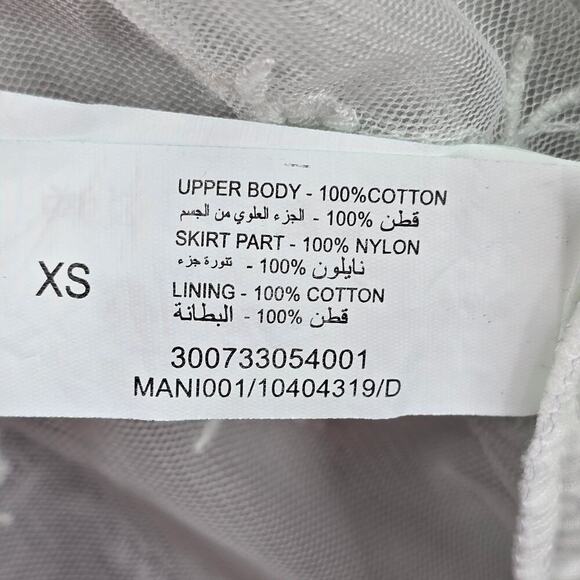 UPPER BODY - 100%COTTON
قطن %100 - الجزء العلوي من الجسم
SKIRT PART - 100% NYLON
نايلون %100 - تنورة جزء
LINING - 100% COTTON
قطن %100 - البطانة
XS
300733054001
MANI001/10404319/D